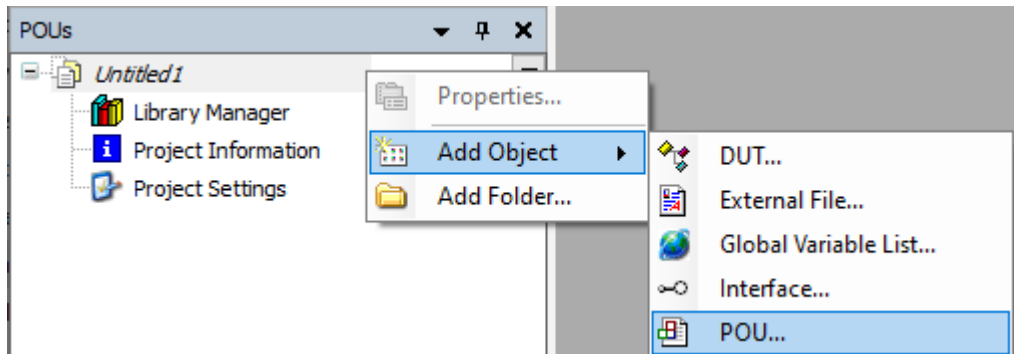 POUs
Untitled1
Library Manager
Project Information
Project Settings
Properties...
Add Object
Add Folder...
DUT...
External File...
Global Variable List...
Interface...
POU...